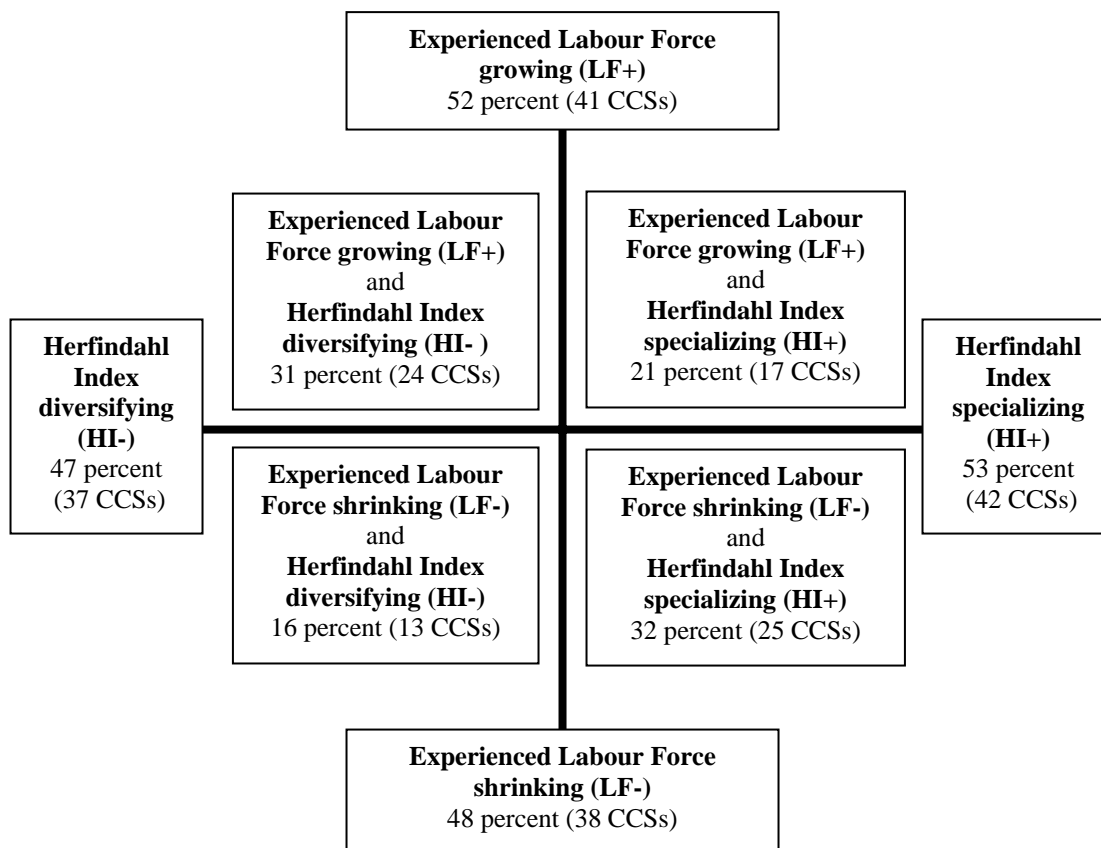 Experienced Labour Force
growing (LF+)
52 percent (41 CCSs)
Experienced Labour
Force growing (LF+)
and
Herfindahl Index
diversifying (HI- )
31 percent (24 CCSs)
Experienced Labour
Force growing (LF+)
and
Herfindahl Index
specializing (HI+)
21 percent (17 CCSs)
Herfindahl
Index
diversifying
(HI-)
47 percent
(37 CCSs)
Herfindahl
Index
specializing
(HI+)
53 percent
(42 CCSs)
Experienced Labour
Force shrinking (LF-)
and
Herfindahl Index
diversifying (HI-)
16 percent (13 CCSs)
Experienced Labour
Force shrinking (LF-)
and
Herfindahl Index
specializing (HI+)
32 percent (25 CCSs)
Experienced Labour Force
shrinking (LF-)
48 percent (38 CCSs)